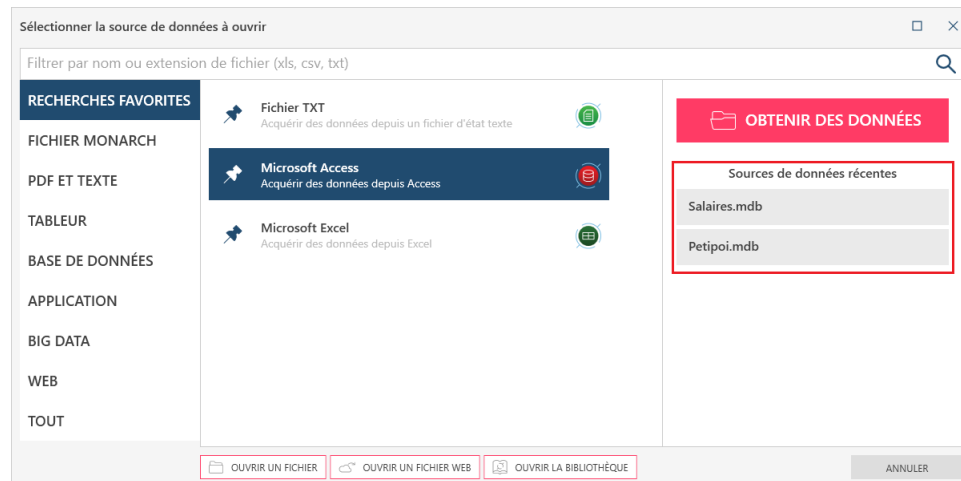 Sélectionner la source de données à ouvrir
Filtrer par nom ou extension de fichier (xls, csv, txt)
RECHERCHES FAVORITES
FICHIER MONARCH
PDF ET TEXTE
TABLEUR
BASE DE DONNÉES
APPLICATION
BIG DATA
WEB
TOUT
Fichier TXT
Acquérir des données depuis un fichier d'état texte
Microsoft Access
Acquérir des données depuis Access
Microsoft Excel
Acquérir des données depuis Excel
OBTENIR DES DONNÉES
Sources de données récentes
Salaires.mdb
Petipoi.mdb
OUVRIR UN FICHIER
OUVRIR UN FICHIER WEB
OUVRIR LA BIBLIOTHÈQUE
ANNULER